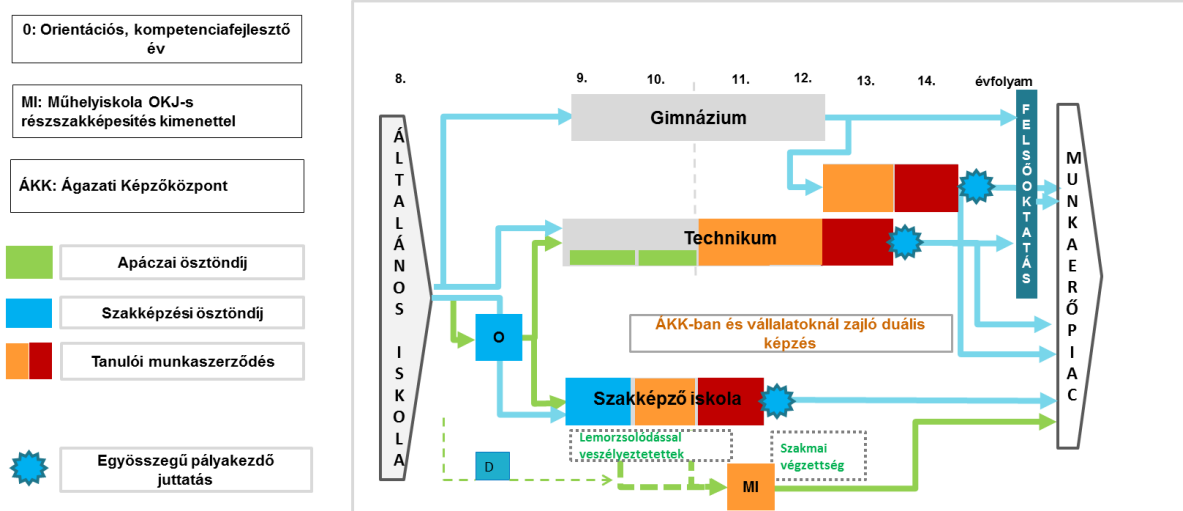 0: Orientációs, kompetenciafejlesztő
év
MI: Műhelyiskola OKJ-s
részszakképesítés kimenettel
ÁKK: Ágazati Képzőközpont
Apáczai ösztöndíj
Szakképzési ösztöndíj
Tanulói munkaszerződés
Egyösszegű pályakezdő
juttatás
8.
9.
10.
11.
12.
13.
14.
évfolyam
ÁLTALÁNOS ISKOLA
Gimnázium
Technikum
O
ÁKK-ban és vállalatoknál zajló duális
képzés
Szakképző iskola
Lemorzsolódással
veszélyeztetettek
Szakmai
végzettség
D
MI
FELSŐOKTATÁS
MUNKAERŐPIAC